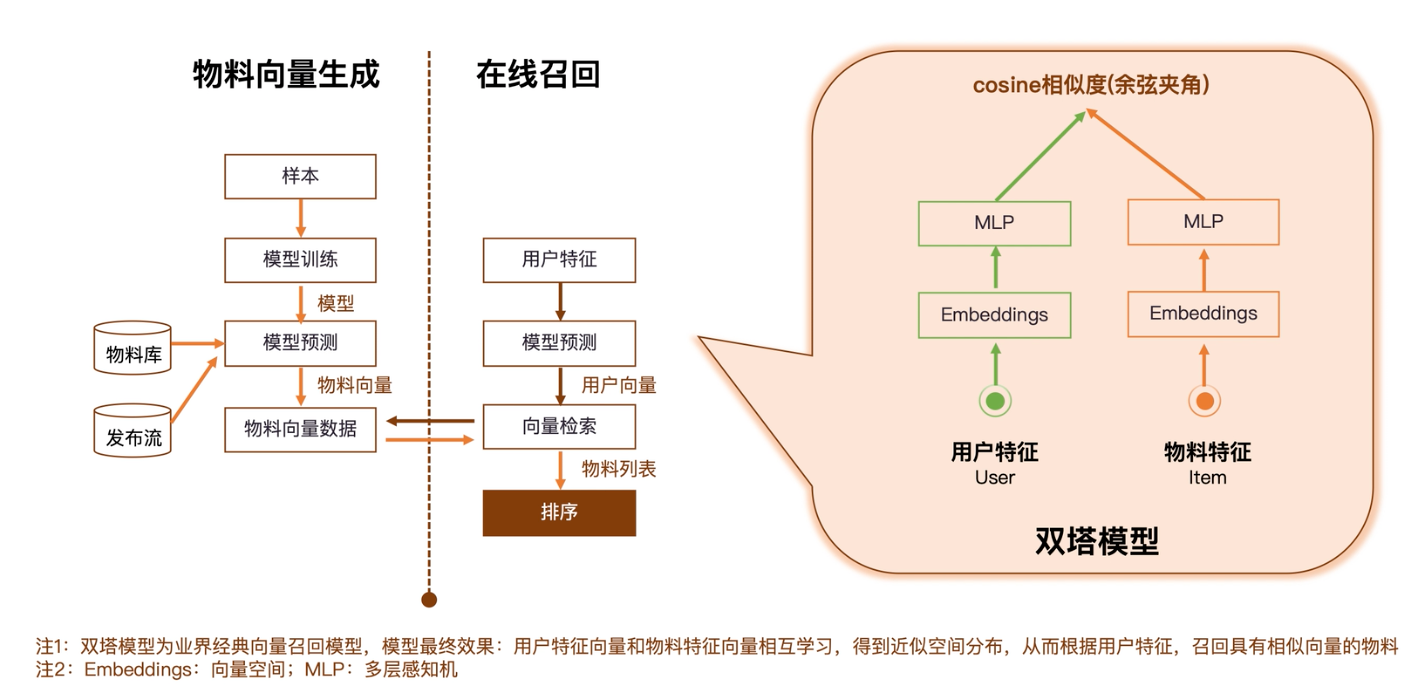 物料向量生成
在线召回
样本
模型训练
模型
物料库
模型预测
物料向量
发布流
物料向量数据
用户特征
模型预测
用户向量
向量检索
物料列表
排序
cosine相似度(余弦夹角)
MLP
MLP
Embeddings
Embeddings
用户特征
User
物料特征
Item
双塔模型
注1：双塔模型为业界经典向量召回模型，模型最终效果：用户特征向量和物料特征向量相互学习，得到近似空间分布，从而根据用户特征，召回具有相似向量的物料
注2：Embeddings：向量空间；MLP：多层感知机